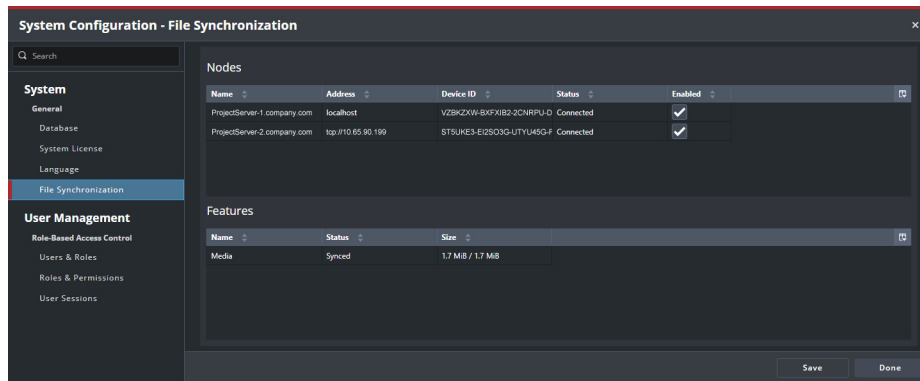 System Configuration - File Synchronization
×
Search
System
General
Database
System License
Language
File Synchronization
User Management
Role-Based Access Control
Users & Roles
Roles & Permissions
User Sessions
Nodes
Name Address Device ID Status Enabled
ProjectServer-1.company.com localhost VZBKZXW-BXFXIB2-2CNRPU-D Connected
ProjectServer-2.company.com tcp://10.65.90.199 ST5UKE3-EI2SO3G-UTYU45G-F Connected
Features
Name Status Size
Media Synced 1.7 MiB / 1.7 MiB
Save Done